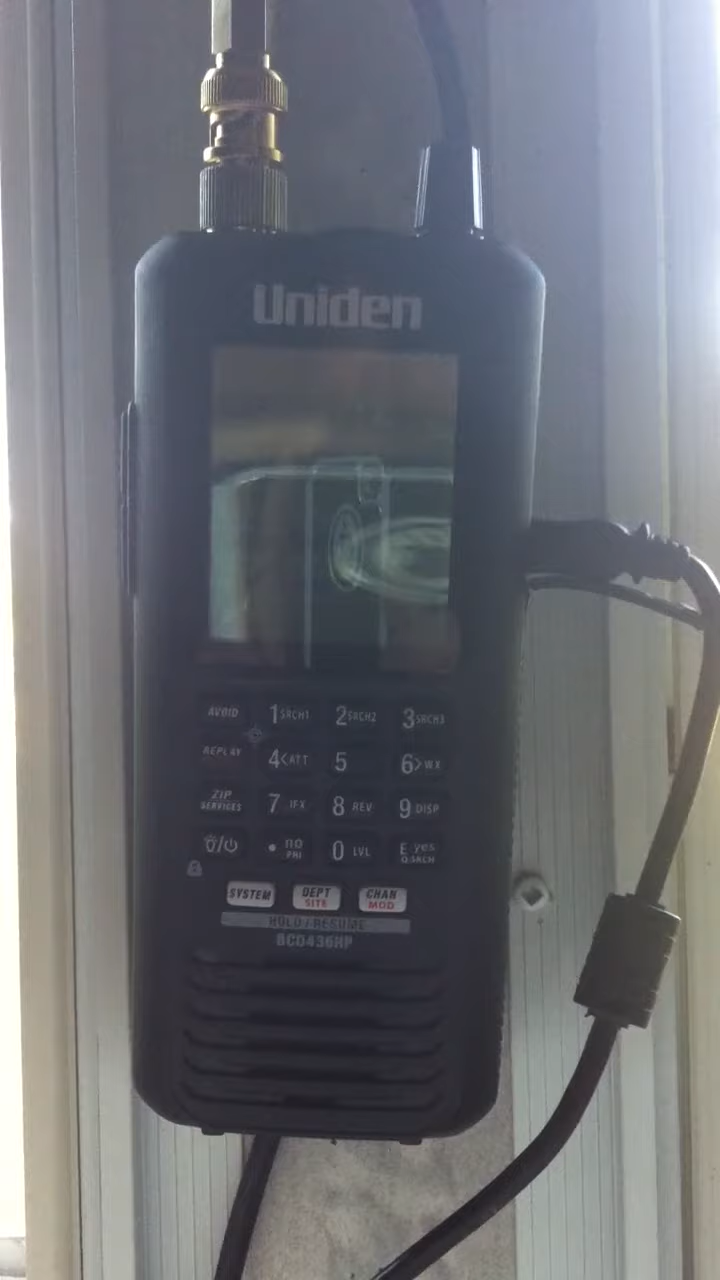 Uniden
AVOID 1 SRCH1 2 SRCH2 3 SRCH3
REPLAY 4<ATT 5 6>WX
ZIP
SERVICES 7 IFX 8 REV 9 DISP
/ . no
PRI 0 LVL E yes
Q.SRCH
SYSTEM DEPT
SITE CHAN
MOD
HOLD / RESUME
BCD436HP